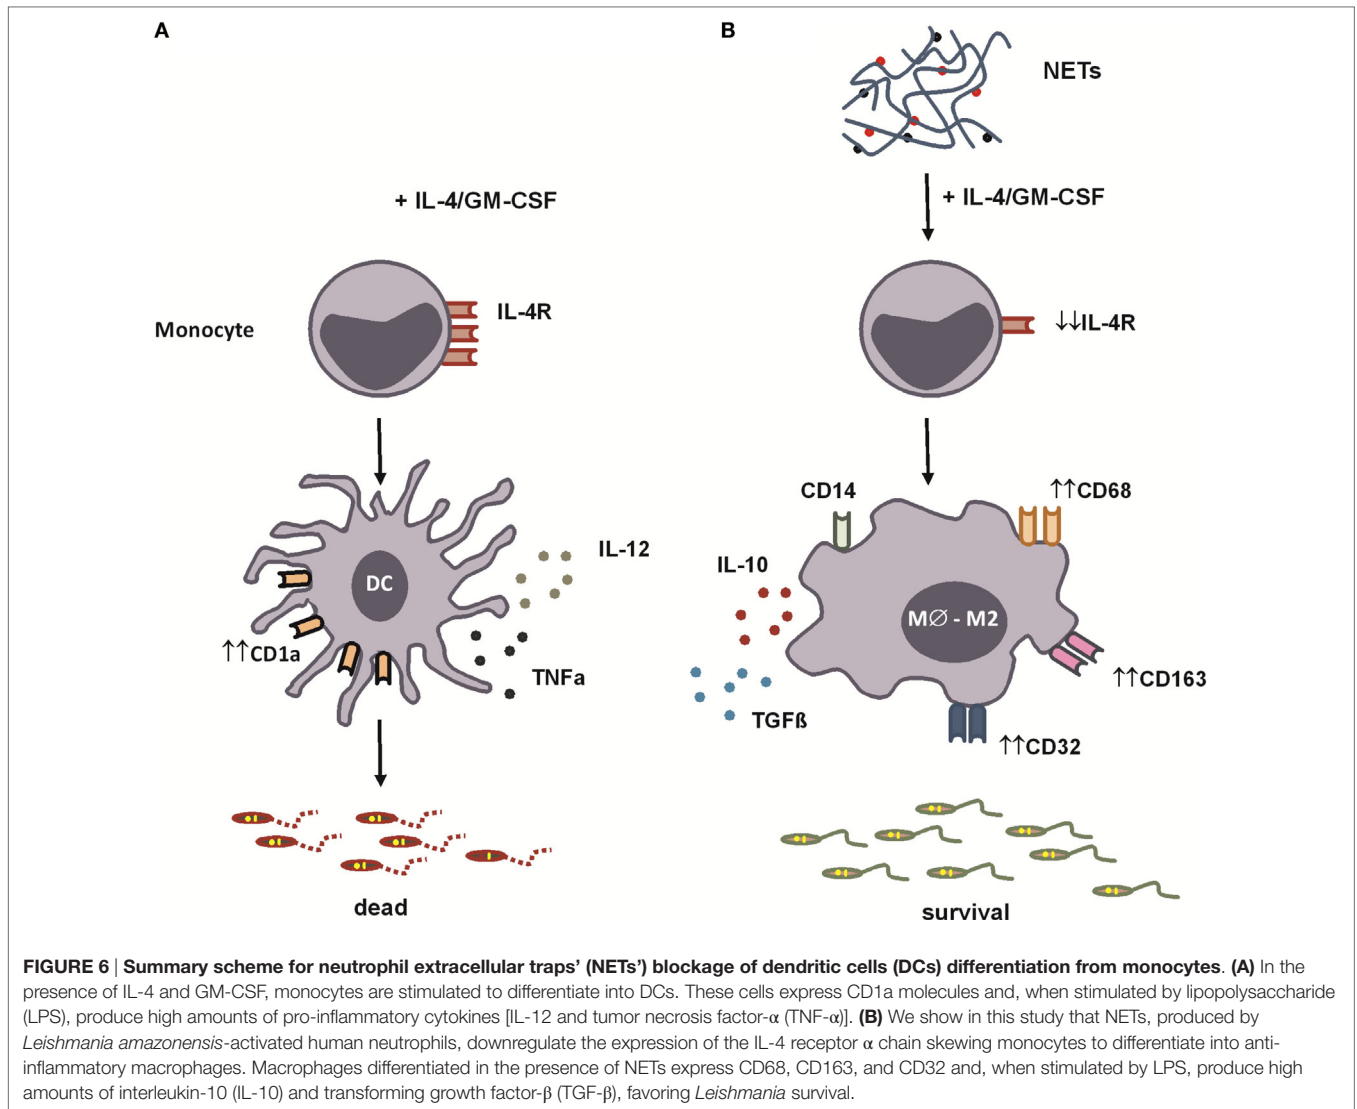 A
+ IL-4/GM-CSF
Monocyte
IL-4R
DC
IL-12
↑↑CD1a
TNFa
dead
B
NETs
+ IL-4/GM-CSF
↓↓IL-4R
CD14
↑↑CD68
IL-10
MØ - M2
↑↑CD163
TGFß
↑↑CD32
survival
FIGURE 6 | Summary scheme for neutrophil extracellular traps' (NETs') blockage of dendritic cells (DCs) differentiation from monocytes. (A) In the
presence of IL-4 and GM-CSF, monocytes are stimulated to differentiate into DCs. These cells express CD1a molecules and, when stimulated by lipopolysaccharide
(LPS), produce high amounts of pro-inflammatory cytokines [IL-12 and tumor necrosis factor-α (TNF-α)]. (B) We show in this study that NETs, produced by
Leishmania amazonensis-activated human neutrophils, downregulate the expression of the IL-4 receptor α chain skewing monocytes to differentiate into anti-
inflammatory macrophages. Macrophages differentiated in the presence of NETs express CD68, CD163, and CD32 and, when stimulated by LPS, produce high
amounts of interleukin-10 (IL-10) and transforming growth factor-β (TGF-β), favoring Leishmania survival.